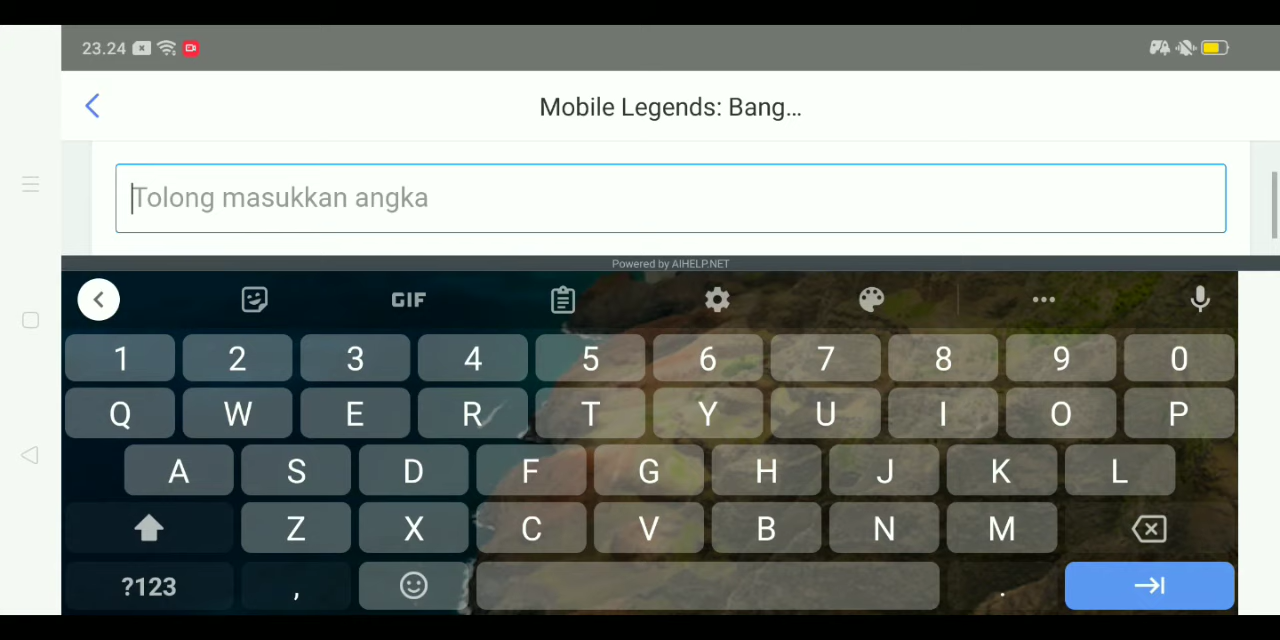 23.24
Mobile Legends: Bang...
Tolong masukkan angka
Powered by AIHELP.NET
GIF
1 2 3 4 5 6 7 8 9 0
Q W E R T Y U I O P
A S D F G H J K L
Z X C V B N M
?123 , .